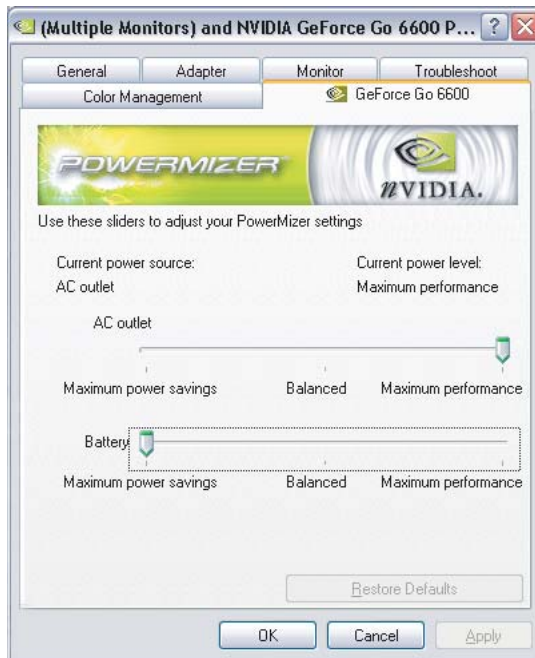 (Multiple Monitors) and NVIDIA GeForce Go 6600 P...
General Adapter Monitor Troubleshoot
Color Management GeForce Go 6600
POWERMIZER™
nVIDIA.
Use these sliders to adjust your PowerMizer settings
Current power source: Current power level:
AC outlet Maximum performance
AC outlet
Maximum power savings Balanced Maximum performance
Battery
Maximum power savings Balanced Maximum performance
Restore Defaults
OK Cancel Apply